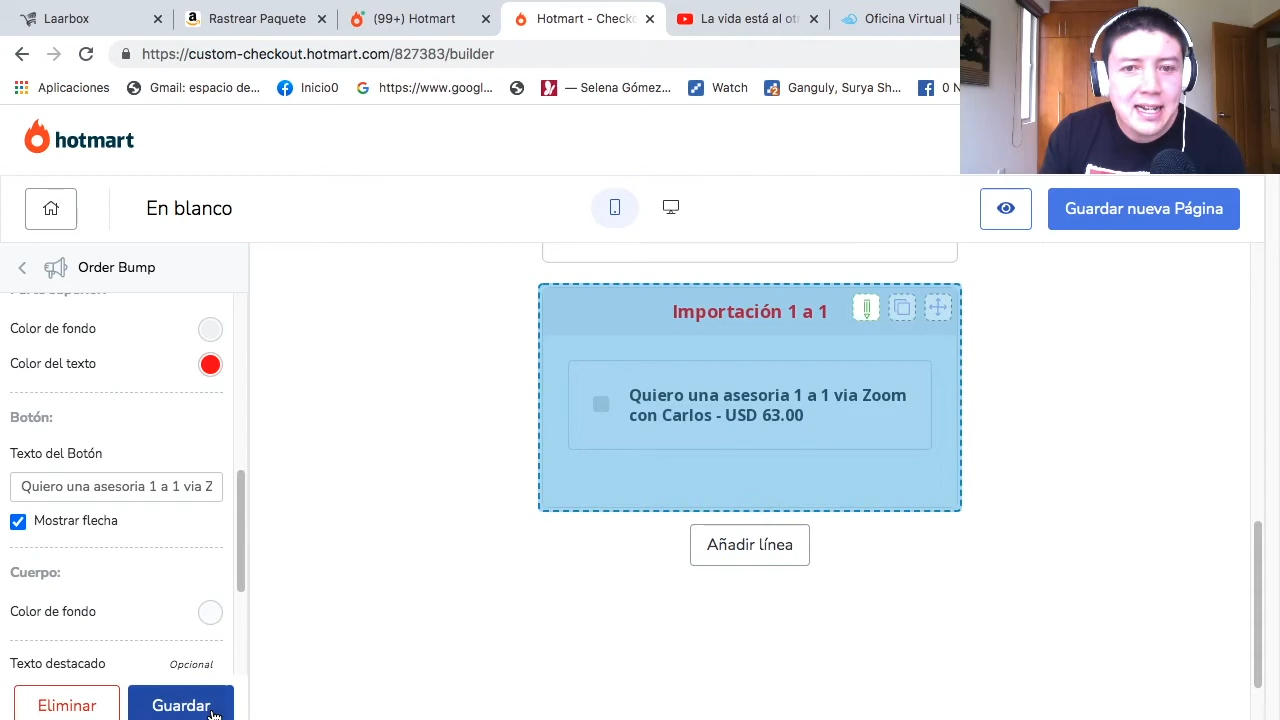 Laarbox
Rastrear Paquete
(99+) Hotmart
Hotmart - Checko
La vida está al otr
Oficina Virtual | E
https://custom-checkout.hotmart.com/827383/builder
Aplicaciones
Gmail: espacio de...
Inicio0
https://www.googl...
— Selena Gómez...
Watch
Ganguly, Surya Sh...
0 N
hotmart
En blanco
Guardar nueva Página
Order Bump
Color de fondo
Color del texto
Botón:
Texto del Botón
Quiero una asesoria 1 a 1 via Z
Mostrar flecha
Cuerpo:
Color de fondo
Texto destacado
Opcional
Eliminar
Guardar
Importación 1 a 1
Quiero una asesoria 1 a 1 via Zoom
con Carlos - USD 63.00
Añadir línea